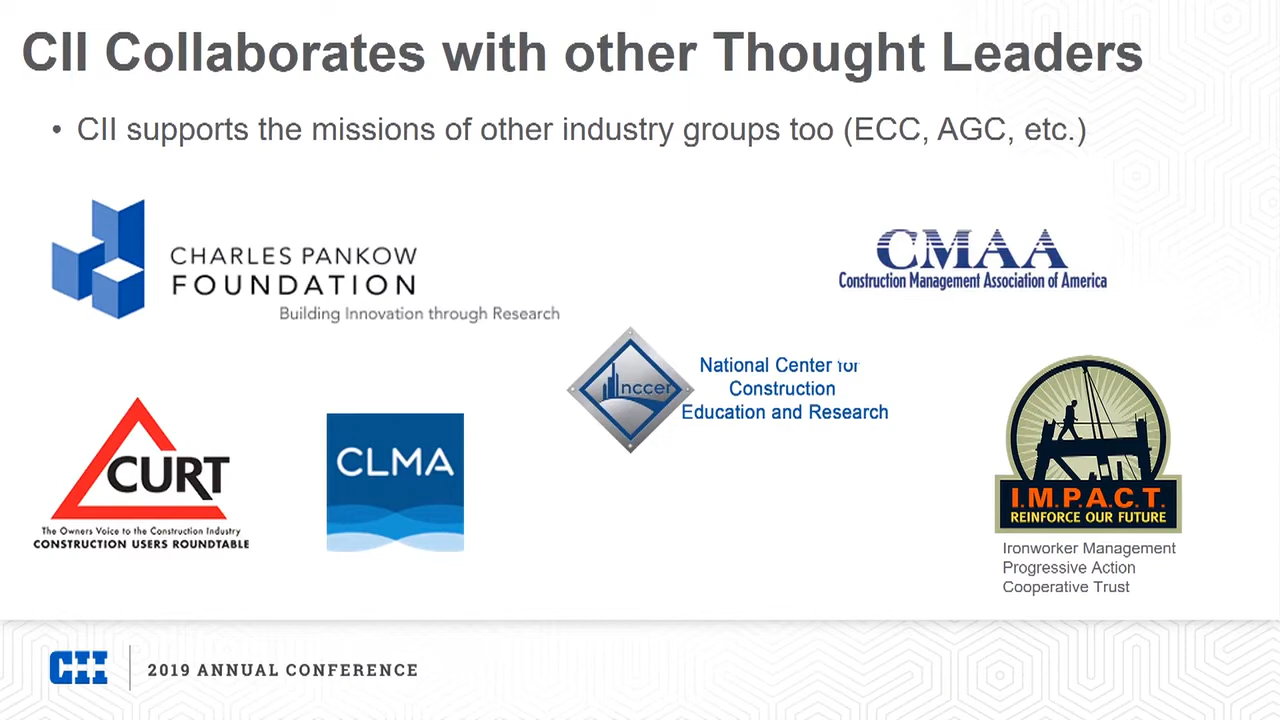 CII Collaborates with other Thought Leaders
• CII supports the missions of other industry groups too (ECC, AGC, etc.)
CHARLES PANKOW
FOUNDATION
Building Innovation through Research
CMAA
Construction Management Association of America
nccer
National Center for
Construction
Education and Research
CURT
The Owners Voice to the Construction Industry
CONSTRUCTION USERS ROUNDTABLE
CLMA
I.M.P.A.C.T.
REINFORCE OUR FUTURE
Ironworker Management
Progressive Action
Cooperative Trust
CII
2019 ANNUAL CONFERENCE